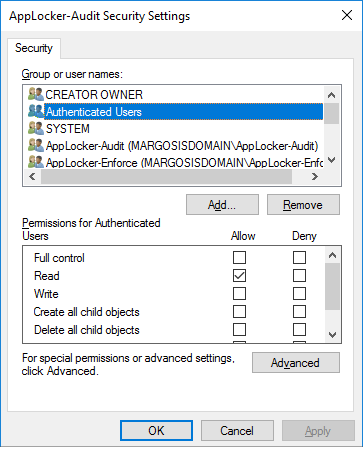 AppLocker-Audit Security Settings
Security
Group or user names:
CREATOR OWNER
Authenticated Users
SYSTEM
AppLocker-Audit (MARGOSISDOMAIN\AppLocker-Audit)
AppLocker-Enforce (MARGOSISDOMAIN\AppLocker-Enfo
Add...
Remove
Permissions for Authenticated
Users
Allow
Deny
Full control
Read
Write
Create all child objects
Delete all child objects
For special permissions or advanced settings,
click Advanced.
Advanced
OK
Cancel
Apply